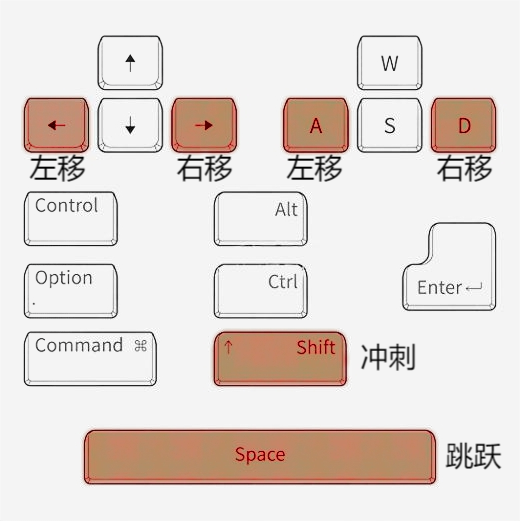 ↑
W
← ↓ → A S D
左移 右移 左移 右移
Control
Alt
Option
Ctrl
Enter
Command ⌘
↑ Shift 冲刺
Space 跳跃